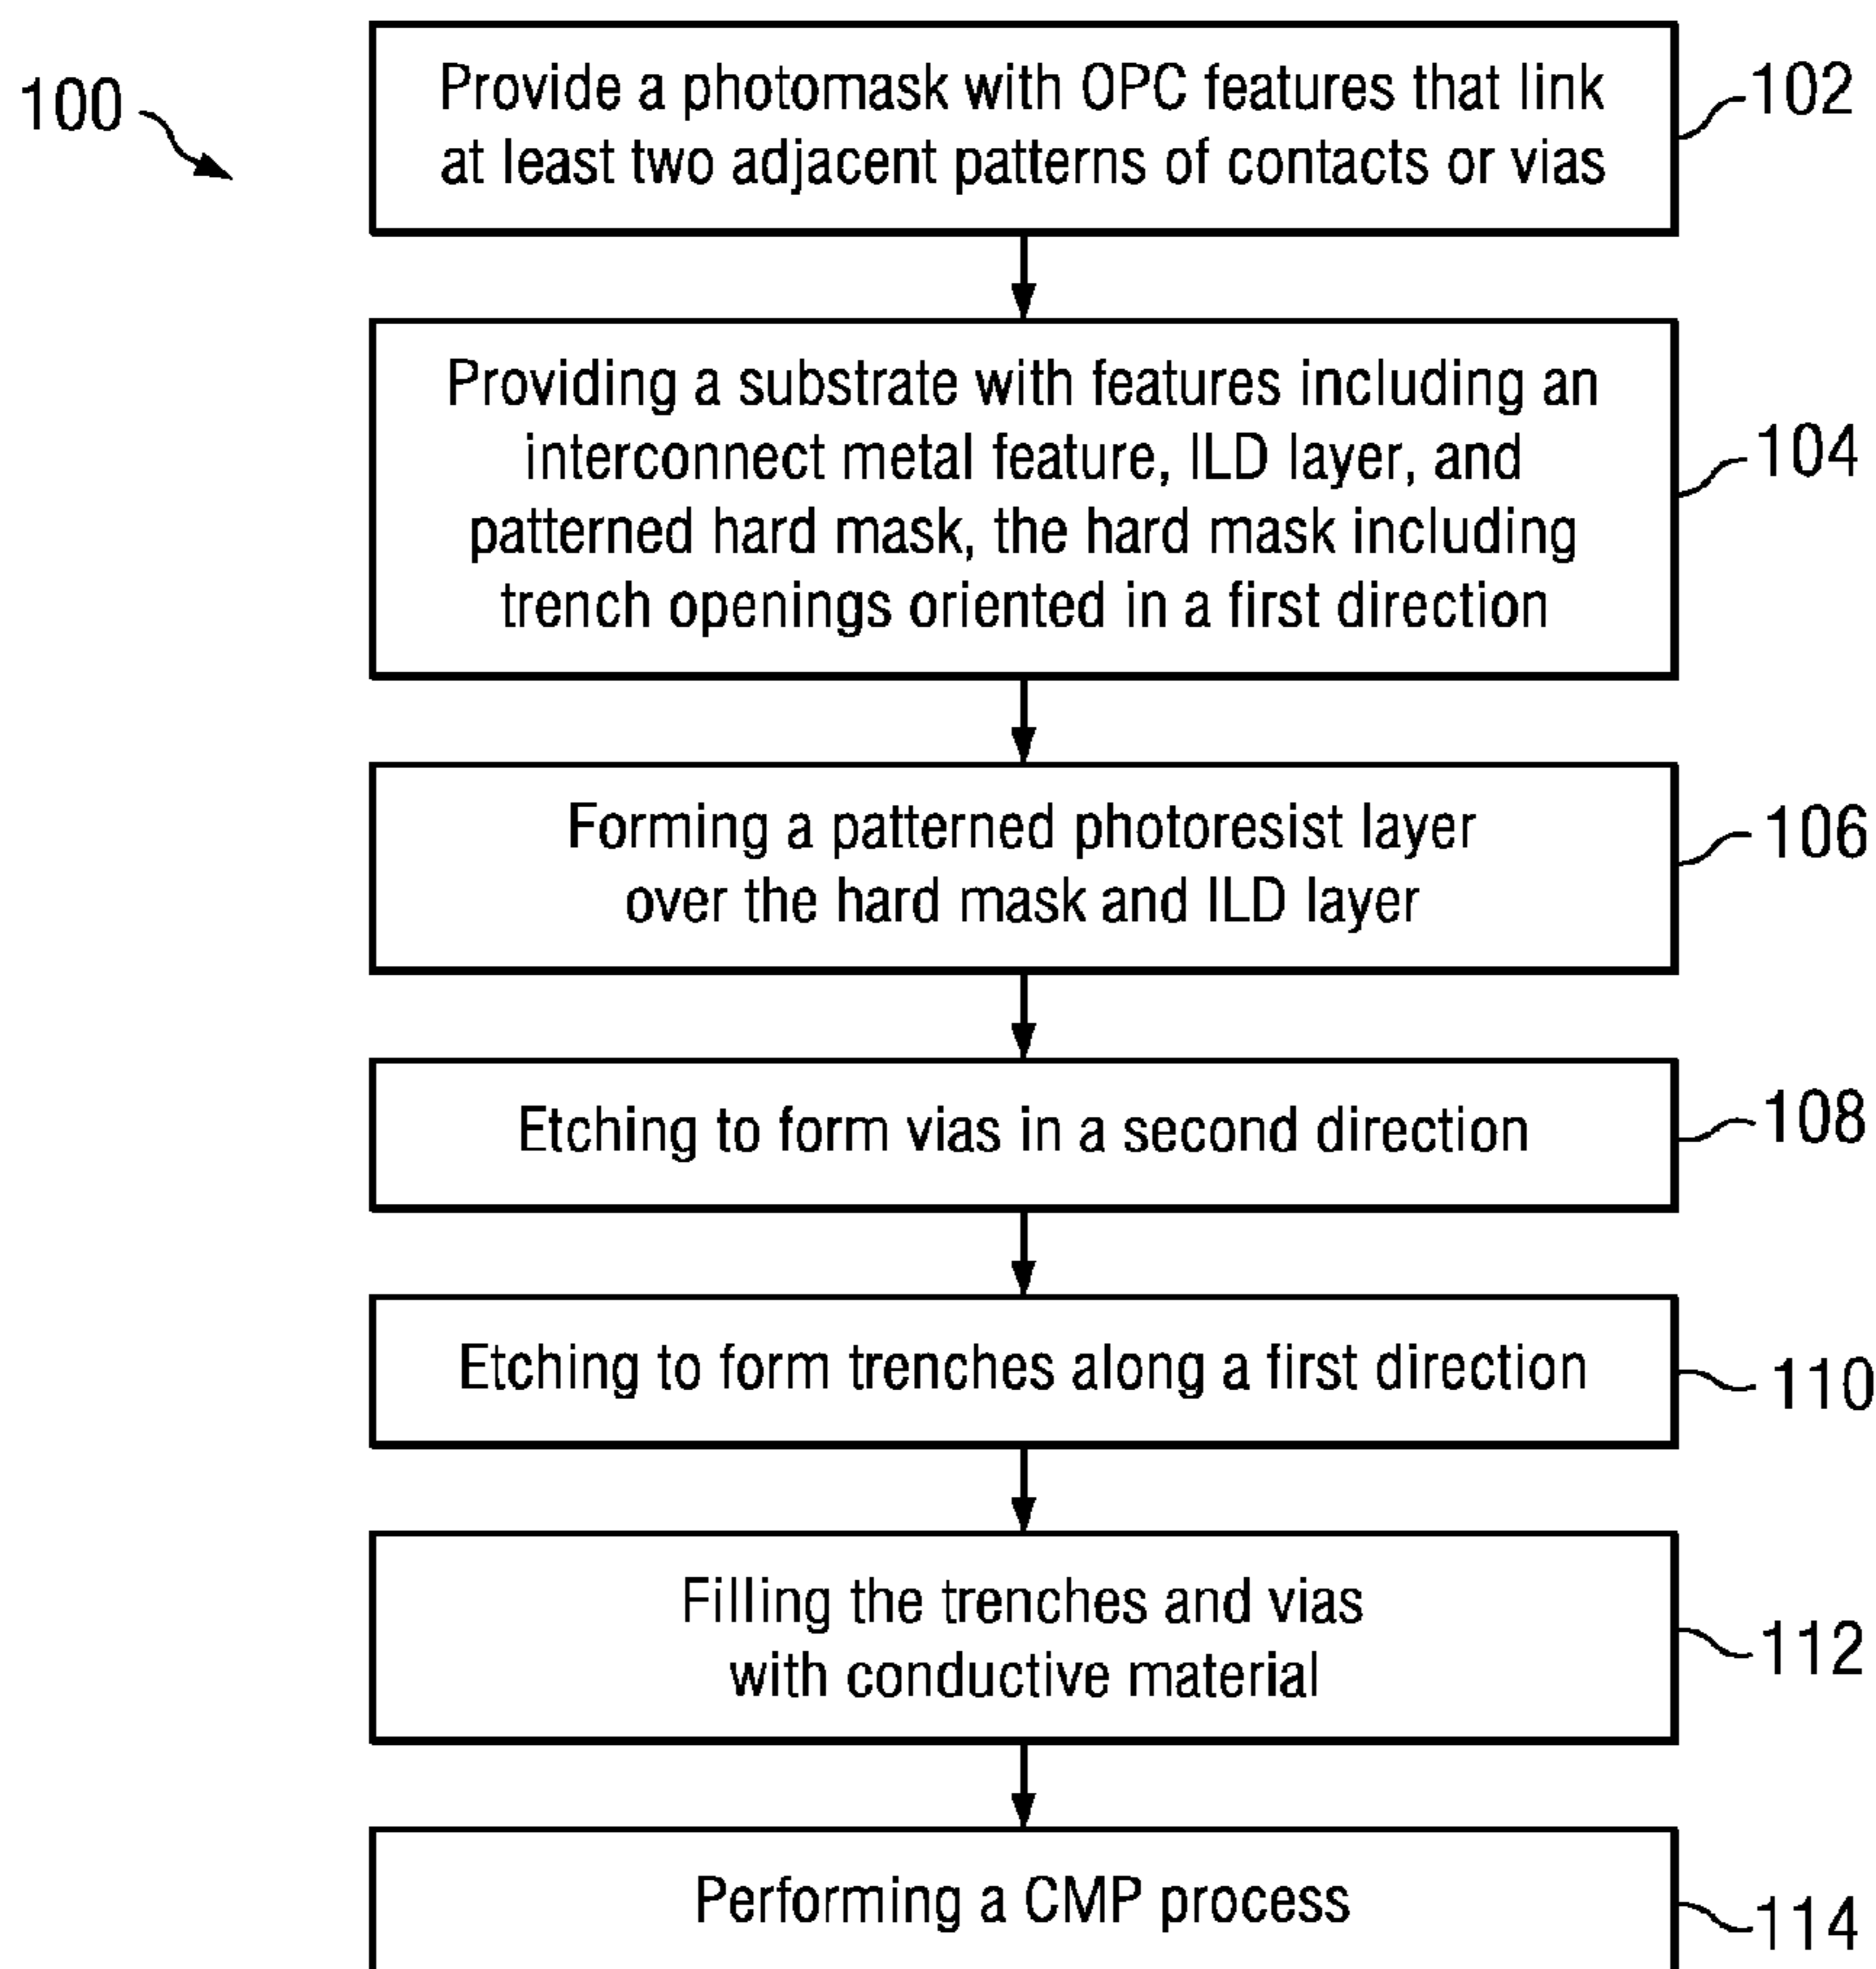 100
Provide a photomask with OPC features that link
at least two adjacent patterns of contacts or vias
102
Providing a substrate with features including an
interconnect metal feature, ILD layer, and
patterned hard mask, the hard mask including
trench openings oriented in a first direction
104
Forming a patterned photoresist layer
over the hard mask and ILD layer
106
Etching to form vias in a second direction
108
Etching to form trenches along a first direction
110
Filling the trenches and vias
with conductive material
112
Performing a CMP process
114